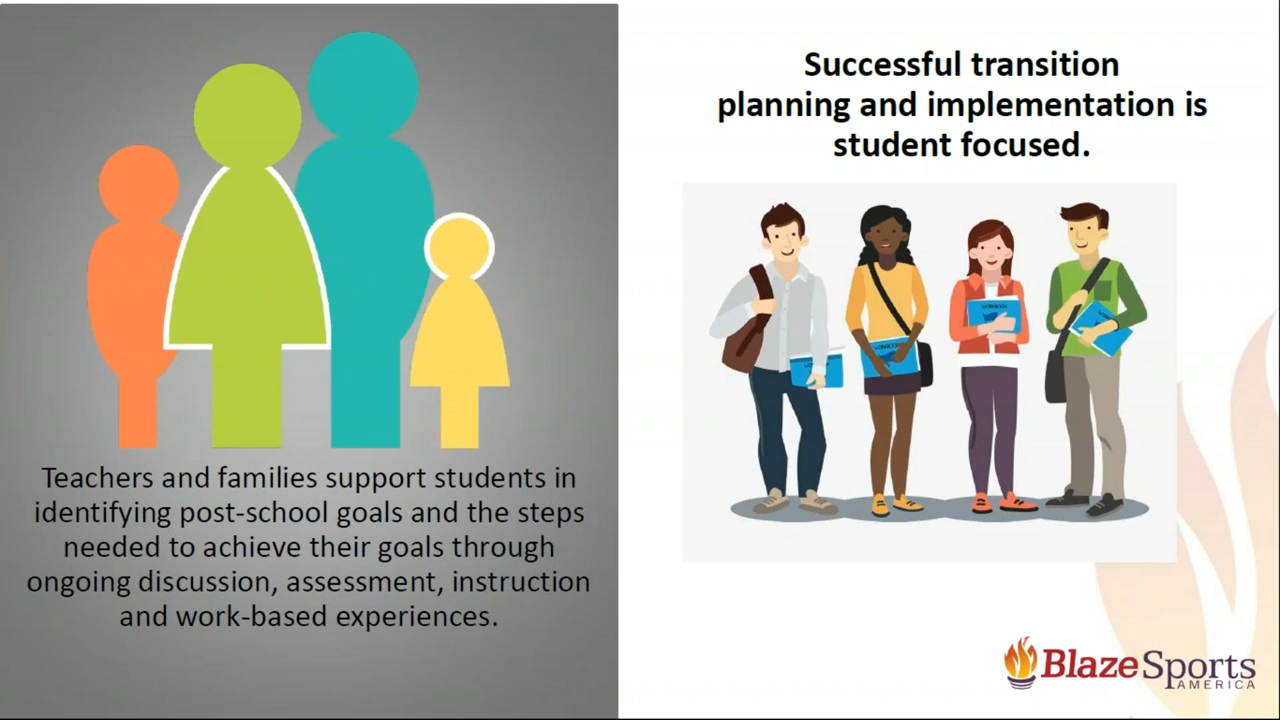 Teachers and families support students in
identifying post-school goals and the steps
needed to achieve their goals through
ongoing discussion, assessment, instruction
and work-based experiences.
Successful transition
planning and implementation is
student focused.
WORKBOOK
BlazeSports
AMERICA